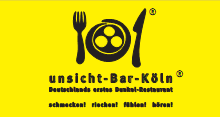 ®
unsicht-Bar-Köln®
Deutschlands erstes Dunkel-Restaurant
schmecken! riechen! fühlen! hören!